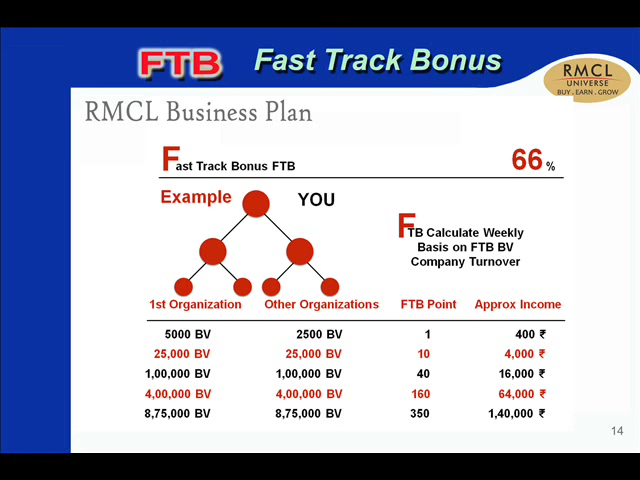 FTB Fast Track Bonus
RMCL
UNIVERSE
BUY . EARN . GROW
RMCL Business Plan
Fast Track Bonus FTB 66 %
Example YOU
FTB Calculate Weekly
Basis on FTB BV
Company Turnover
1st Organization Other Organizations FTB Point Approx Income
5000 BV 2500 BV 1 400 ₹
25,000 BV 25,000 BV 10 4,000 ₹
1,00,000 BV 1,00,000 BV 40 16,000 ₹
4,00,000 BV 4,00,000 BV 160 64,000 ₹
8,75,000 BV 8,75,000 BV 350 1,40,000 ₹
14